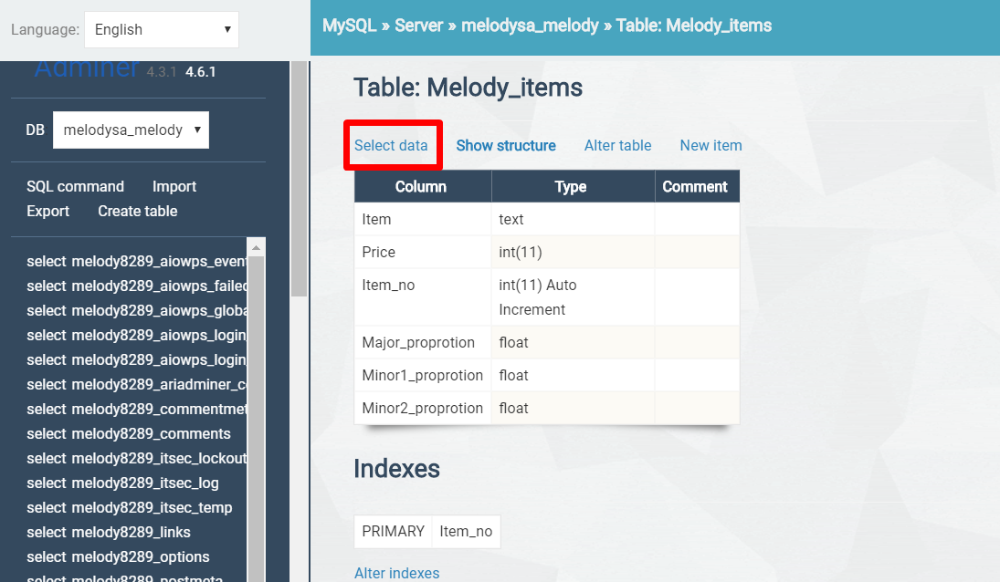 Language: English
MySQL » Server » melodysa_melody » Table: Melody_items
Adminer 4.3.1 4.6.1
DB melodysa_melody
SQL command Import
Export Create table
select melody8289_aiowps_event
select melody8289_aiowps_failed
select melody8289_aiowps_globa
select melody8289_aiowps_login
select melody8289_aiowps_login_
select melody8289_ariadminer_co
select melody8289_commentmet
select melody8289_comments
select melody8289_itsec_lockout
select melody8289_itsec_log
select melody8289_itsec_temp
select melody8289_links
select melody8289_options
select melody8289_postmeta
Table: Melody_items
Select data Show structure Alter table New item
Column Type Comment
Item text
Price int(11)
Item_no int(11) Auto
Increment
Major_proprotion float
Minor1_proprotion float
Minor2_proprotion float
Indexes
PRIMARY Item_no
Alter indexes